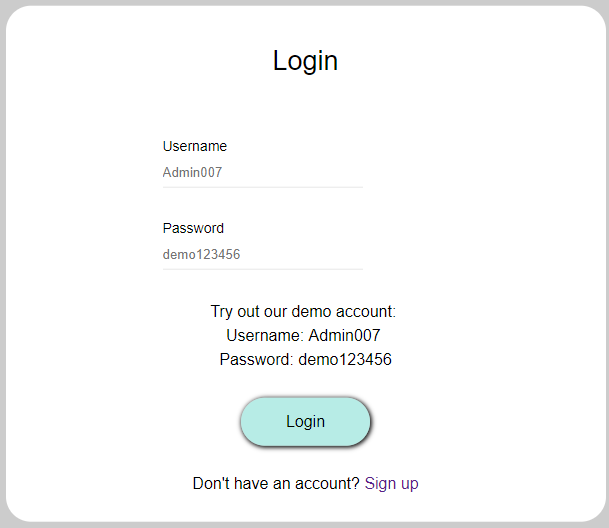 Login
Username
Admin007
Password
demo123456
Try out our demo account:
Username: Admin007
Password: demo123456
Login
Don't have an account? Sign up